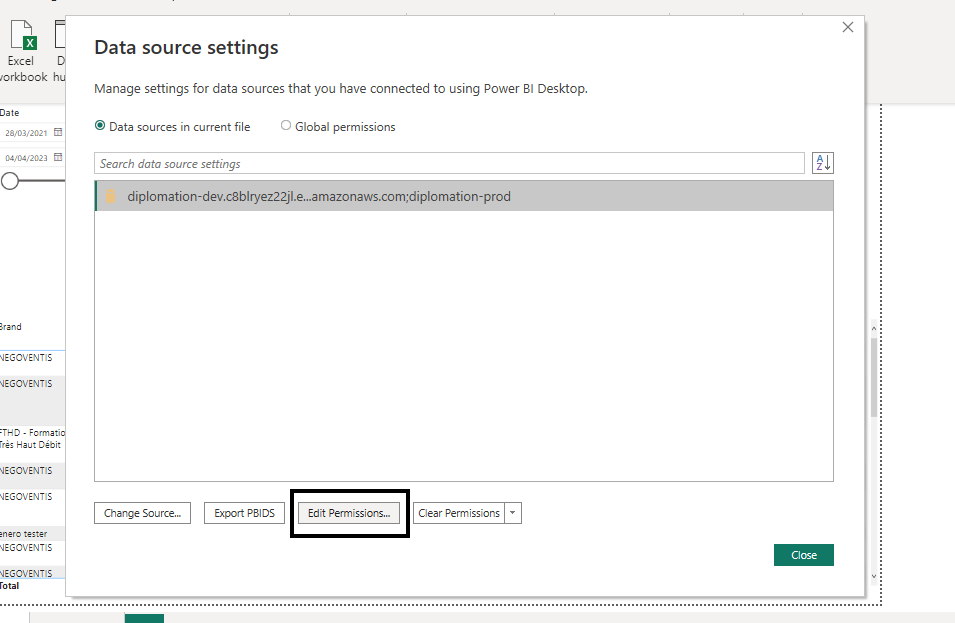 Data source settings
Excel
workbook
hu
Manage settings for data sources that you have connected to using Power BI Desktop.
Date
Data sources in current file
Global permissions
28/03/2021
04/04/2023
Search data source settings
diplomation-dev.c8blryez22jl.e...amazonaws.com;diplomation-prod
Brand
NEGOVENTIS
NEGOVENTIS
FTHD - Formatio
Très Haut Débit
NEGOVENTIS
NEGOVENTIS
enero tester
NEGOVENTIS
NEGOVENTIS
Total
Change Source...
Export PBIDS
Edit Permissions...
Clear Permissions
Close